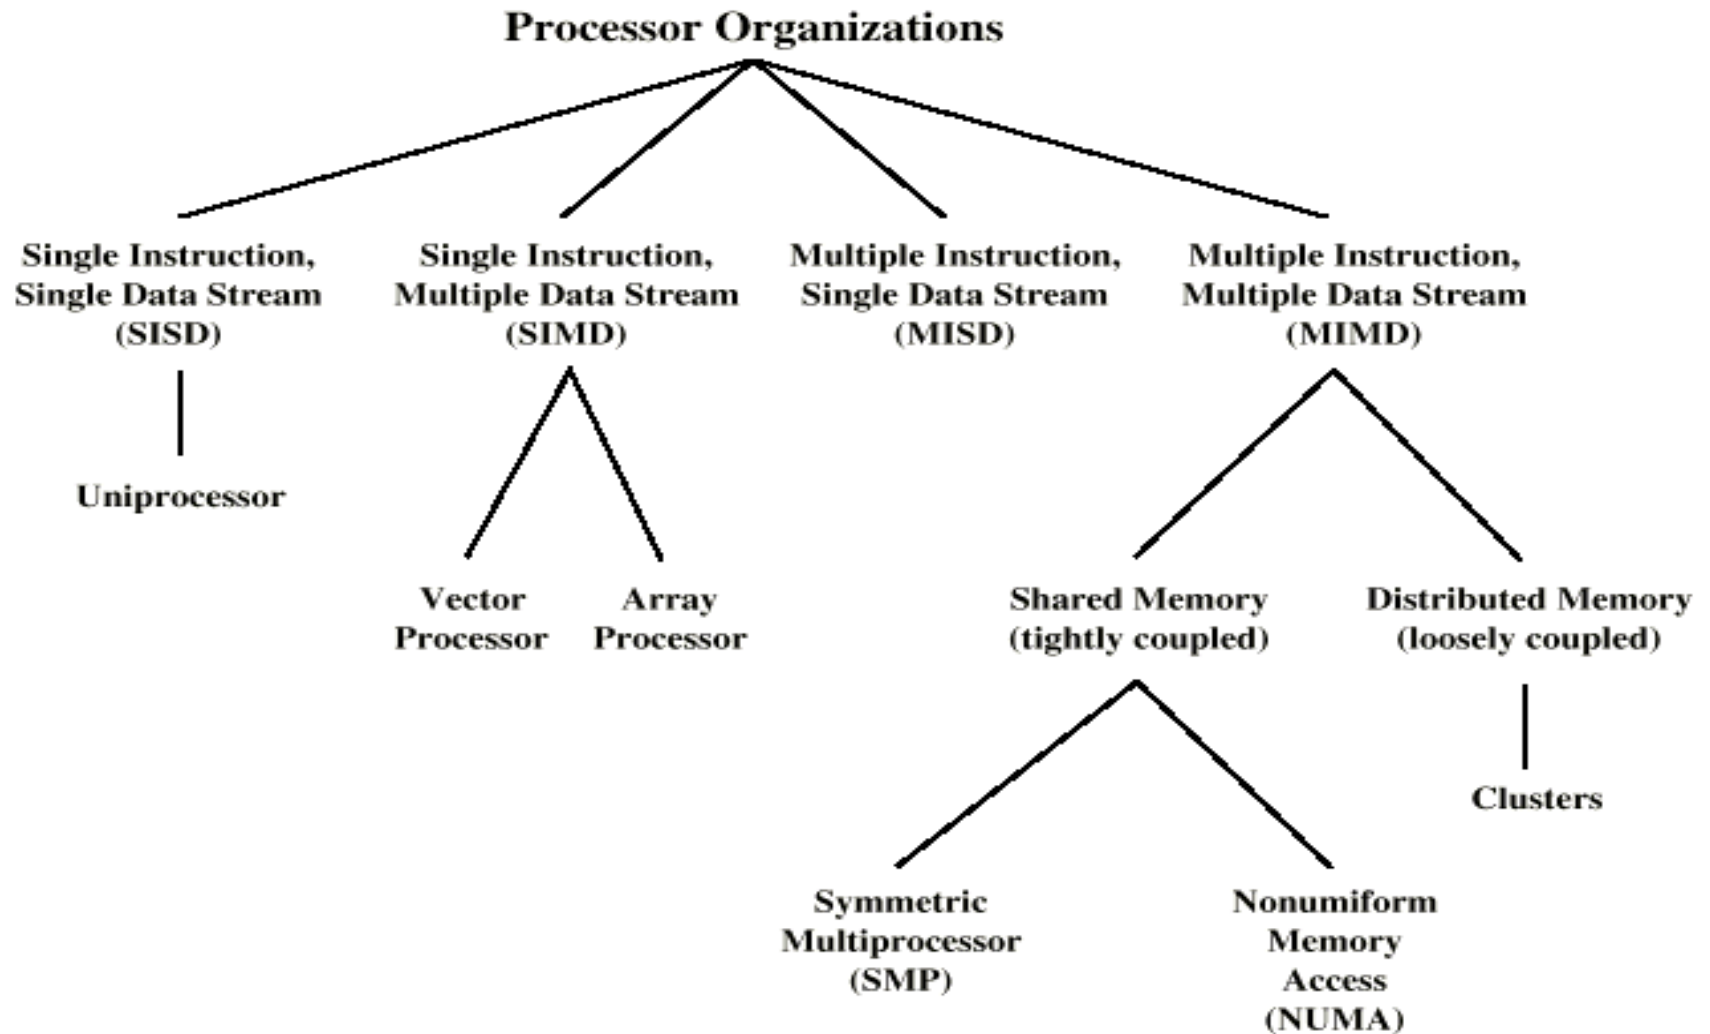 Processor Organizations
Single Instruction,
Single Data Stream
(SISD)
Single Instruction,
Multiple Data Stream
(SIMD)
Multiple Instruction,
Single Data Stream
(MISD)
Multiple Instruction,
Multiple Data Stream
(MIMD)
Uniprocessor
Vector
Processor
Array
Processor
Shared Memory
(tightly coupled)
Distributed Memory
(loosely coupled)
Clusters
Symmetric
Multiprocessor
(SMP)
Nonumiform
Memory
Access
(NUMA)